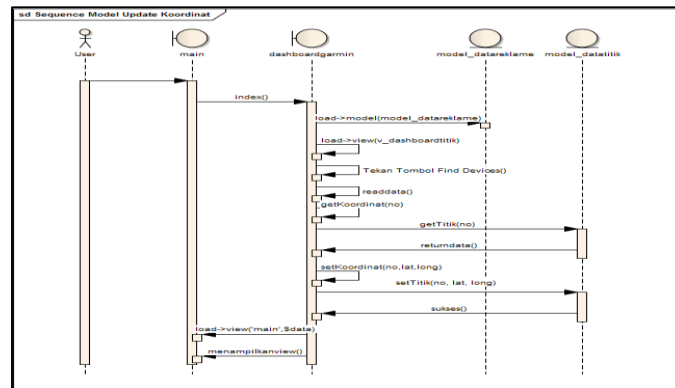 sd Sequence Model Update Koordinat
User main dashboardgarmin model_datareklame model_datatitik
index()
load->model(model_datareklame)
load->view(v_dashboardtitik)
Tekan Tombol Find Devices()
readdata()
getKoordinat(no)
getTitik(no)
returndata()
setKoordinat(no,lat,long)
setTitik(no, lat, long)
sukses()
load->view('main',$data)
menampilkanview()